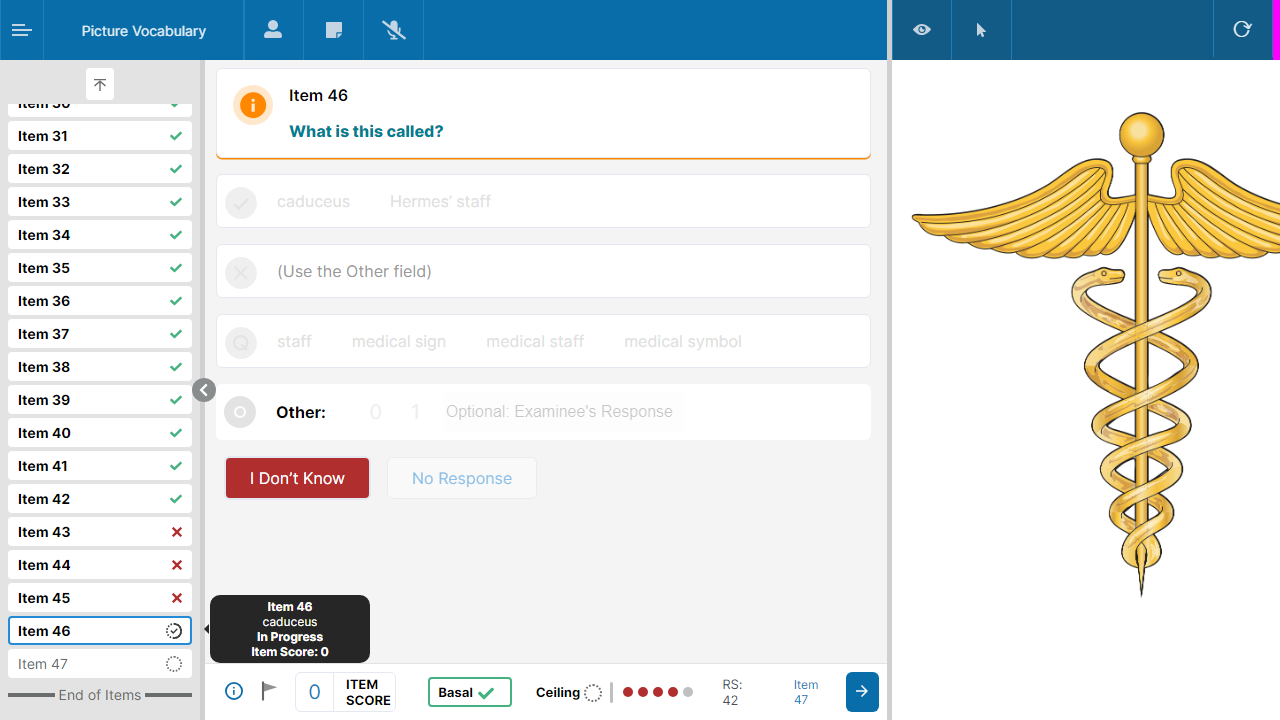 Picture Vocabulary
Item 30
Item 31
Item 32
Item 33
Item 34
Item 35
Item 36
Item 37
Item 38
Item 39
Item 40
Item 41
Item 42
Item 43
Item 44
Item 45
Item 46
Item 47
End of Items
Item 46
What is this called?
caduceus Hermes' staff
(Use the Other field)
Q staff medical sign medical staff medical symbol
Other: 0 1 Optional: Examinee's Response
I Don't Know No Response
Item 46
caduceus
In Progress
Item Score: 0
0 ITEM
SCORE
Basal
Ceiling
RS:
42
Item
47